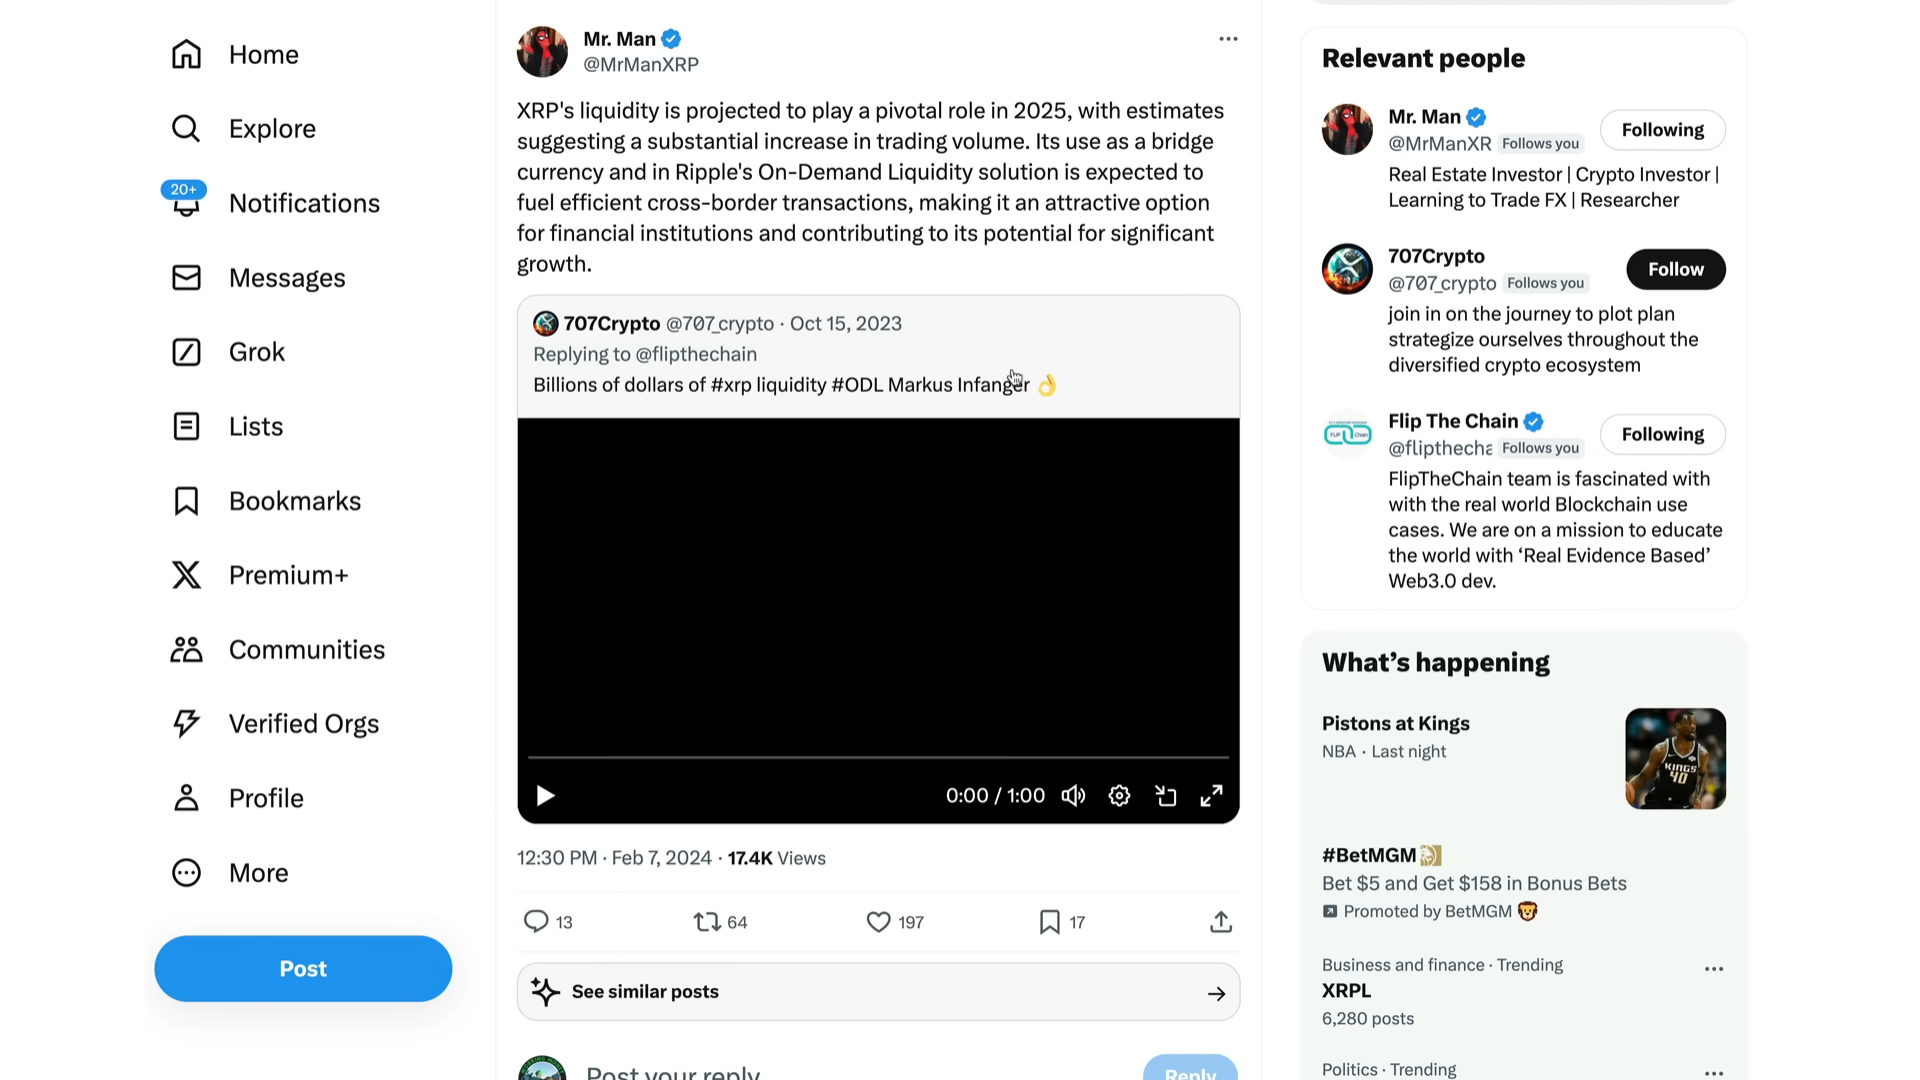 Home
Explore
20+
Notifications
Messages
Grok
Lists
Bookmarks
Premium+
Communities
Verified Orgs
Profile
More
Post
Mr. Man
@MrManXRP
XRP's liquidity is projected to play a pivotal role in 2025, with estimates
suggesting a substantial increase in trading volume. Its use as a bridge
currency and in Ripple's On-Demand Liquidity solution is expected to
fuel efficient cross-border transactions, making it an attractive option
for financial institutions and contributing to its potential for significant
growth.
707Crypto @707_crypto · Oct 15, 2023
Replying to @flipthechain
Billions of dollars of #xrp liquidity #ODL Markus Infanger 👌
0:00 / 1:00
12:30 PM · Feb 7, 2024 · 17.4K Views
13 64 197 17
See similar posts
Post your reply
Reply
Relevant people
Mr. Man
Following
@MrManXR Follows you
Real Estate Investor | Crypto Investor |
Learning to Trade FX | Researcher
707Crypto
Follow
@707_crypto Follows you
join in on the journey to plot plan
strategize ourselves throughout the
diversified crypto ecosystem
Flip The Chain
Following
@flipthecha Follows you
FlipTheChain team is fascinated with
with the real world Blockchain use
cases. We are on a mission to educate
the world with ‘Real Evidence Based’
Web3.0 dev.
What’s happening
Pistons at Kings
NBA · Last night
KINGS
40
#BetMGM
Bet $5 and Get $158 in Bonus Bets
Promoted by BetMGM 🦁
Business and finance · Trending
XRPL
6,280 posts
Politics · Trending